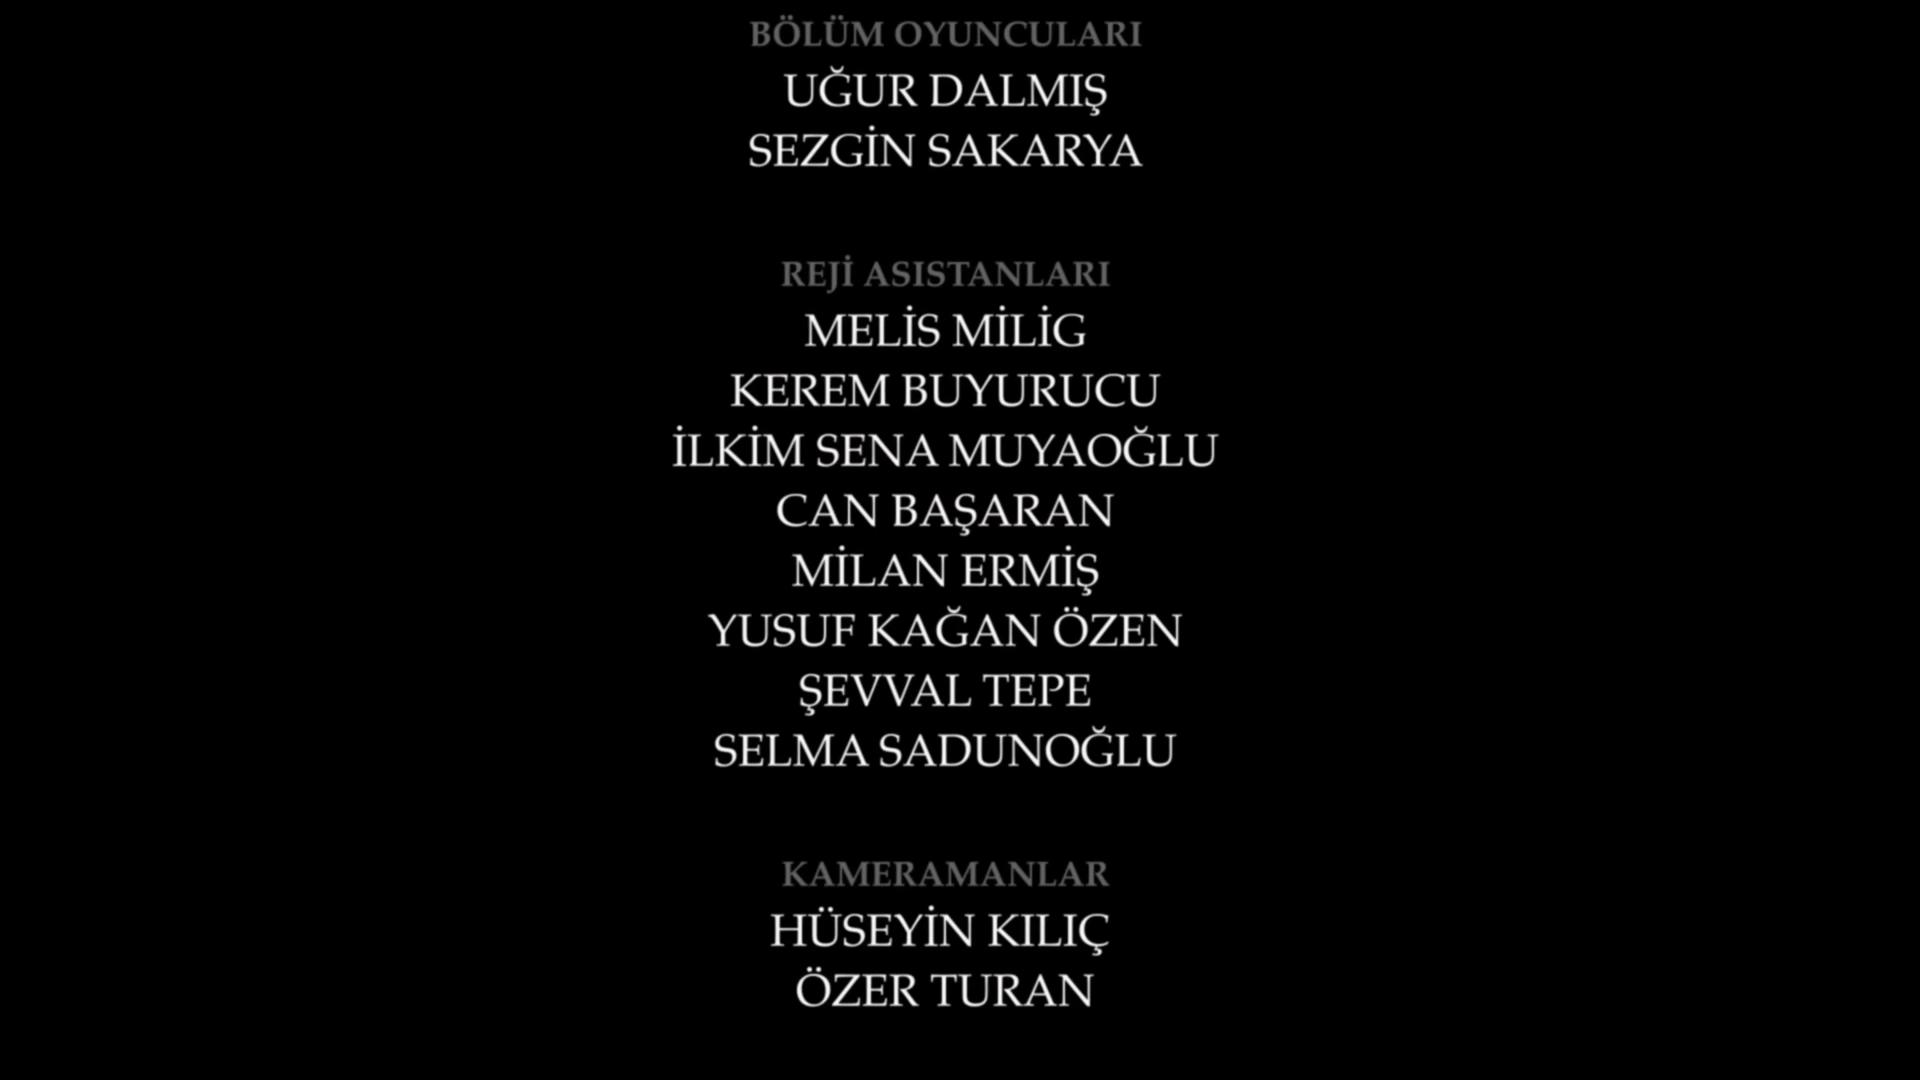 BÖLÜM OYUNCULARI
UĞUR DALMIŞ
SEZGİN SAKARYA
REJİ ASISTANLARI
MELİS MİLİG
KEREM BUYURUCU
İLKİM SENA MUYAOĞLU
CAN BAŞARAN
MİLAN ERMİŞ
YUSUF KAĞAN ÖZEN
ŞEVVAL TEPE
SELMA SADUNOĞLU
KAMERAMANLAR
HÜSEYİN KILIÇ
ÖZER TURAN